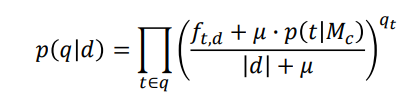 p(q|d) = ∏_{t∈q} ( (f_{t,d} + μ · p(t|M_c)) / (|d| + μ) )^{q_t}